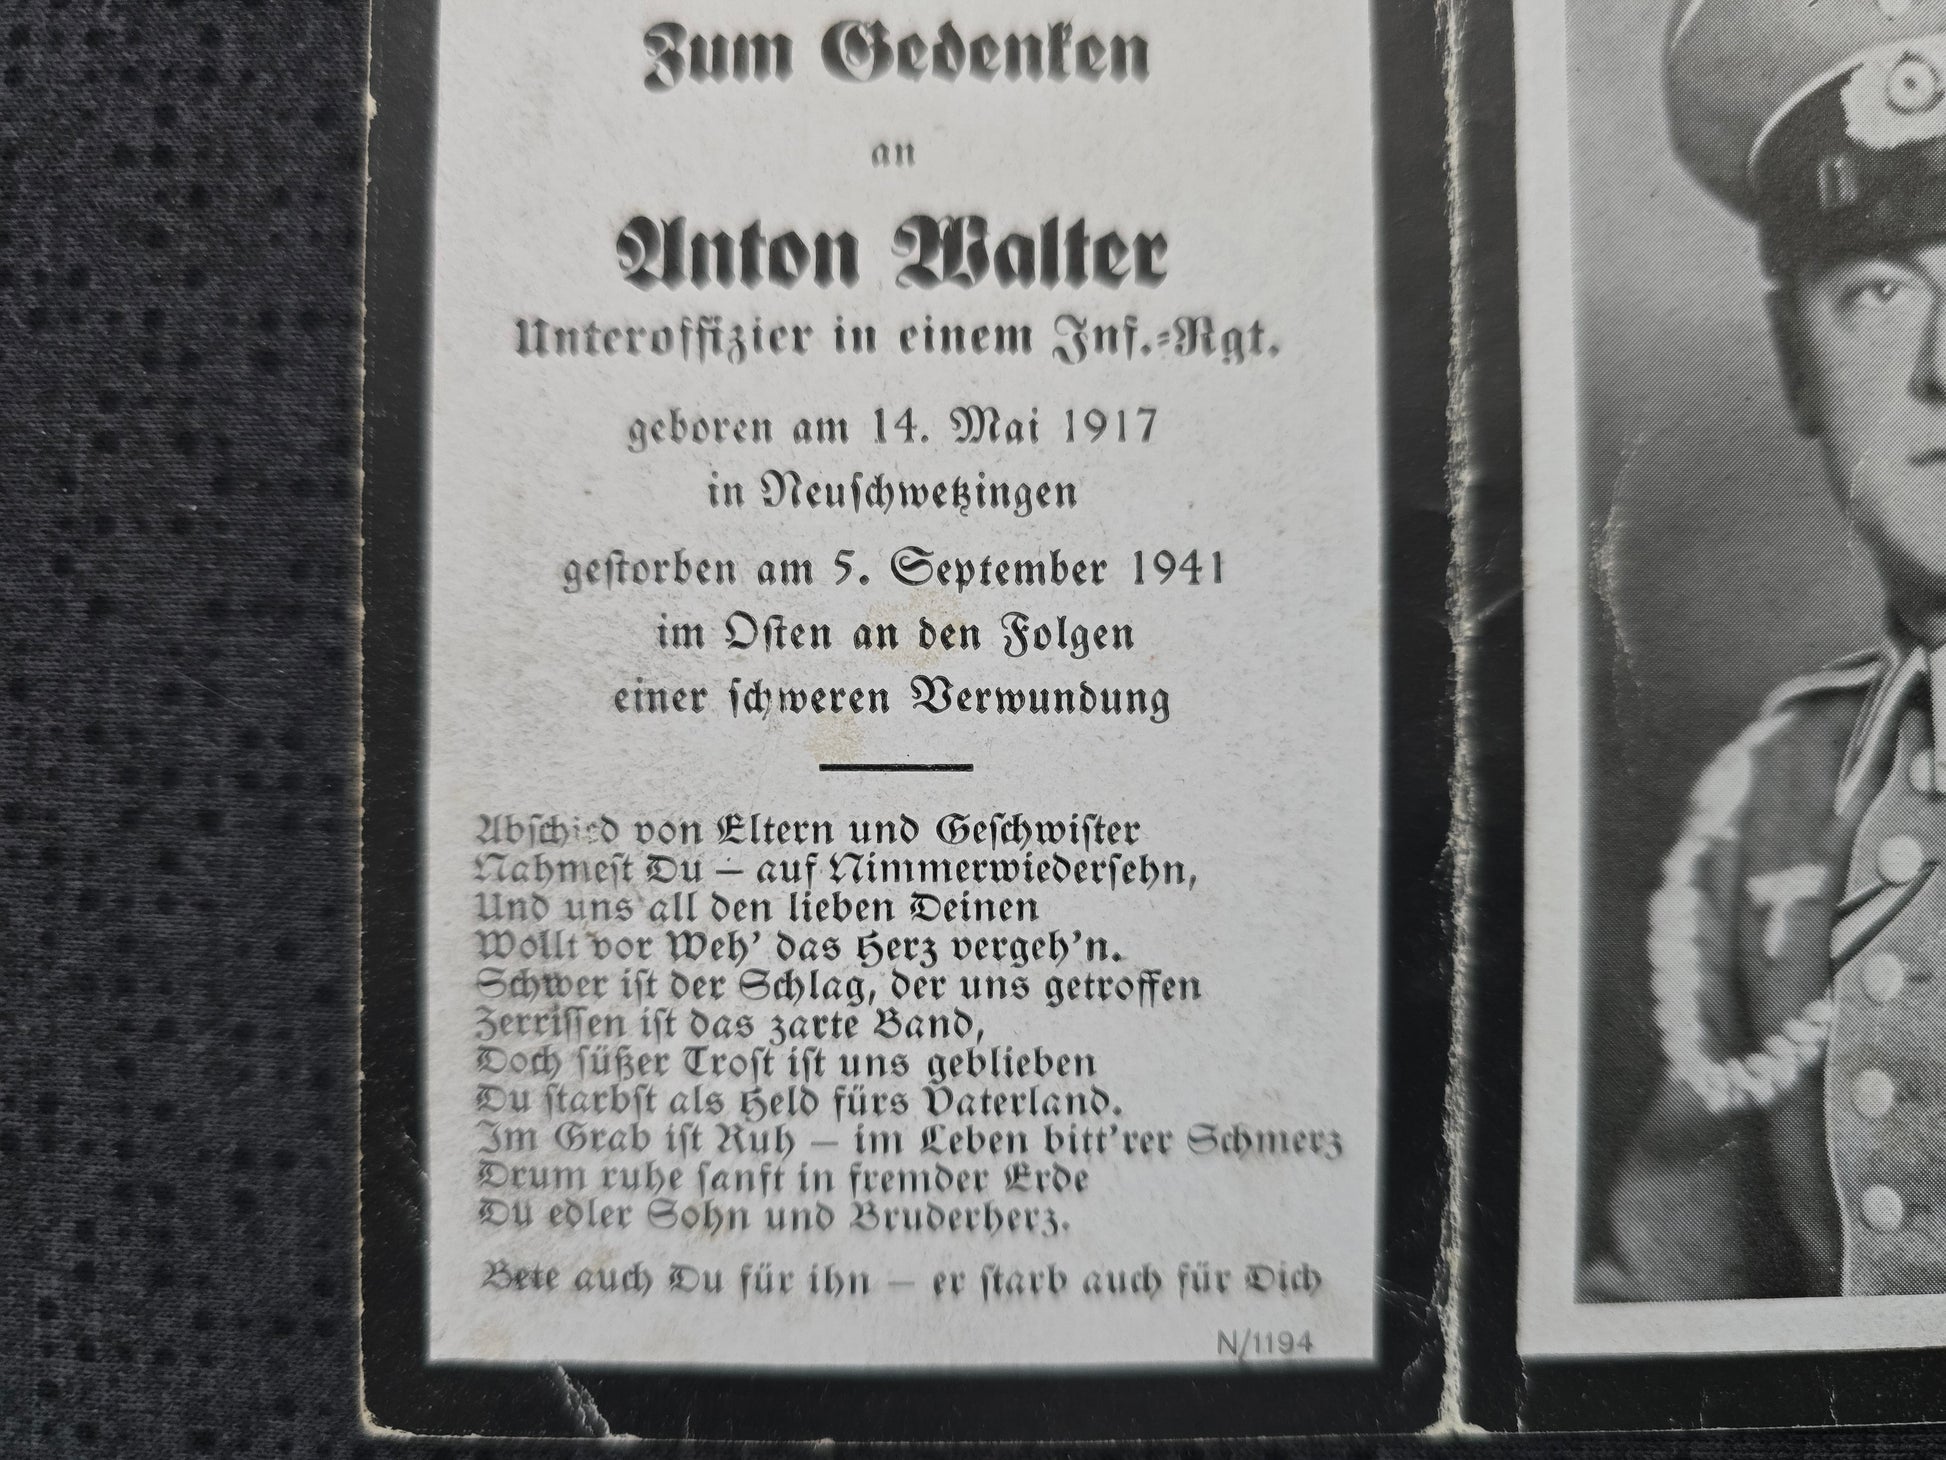 Zum Gedenken
an
Anton Walter
Unteroffizier in einem Inf.-Rgt.
geboren am 14. Mai 1917
in Neuschwetzingen
gestorben am 5. September 1941
im Osten an den Folgen
einer schweren Verwundung
Abschied von Eltern und Geschwister
Nahmest Du – auf Nimmerwiedersehn,
Und uns all den lieben Deinen
Wollt vor Weh' das Herz vergeh'n.
Schwer ist der Schlag, der uns getroffen
Zerrissen ist das zarte Band,
Doch süßer Trost ist uns geblieben
Du starbst als Held fürs Vaterland.
Im Grab ist Ruh – im Leben bitt'rer Schmerz
Drum ruhe sanft in fremder Erde
Du edler Sohn und Bruderherz.
Bete auch Du für ihn – er starb auch für Dich
N/1194